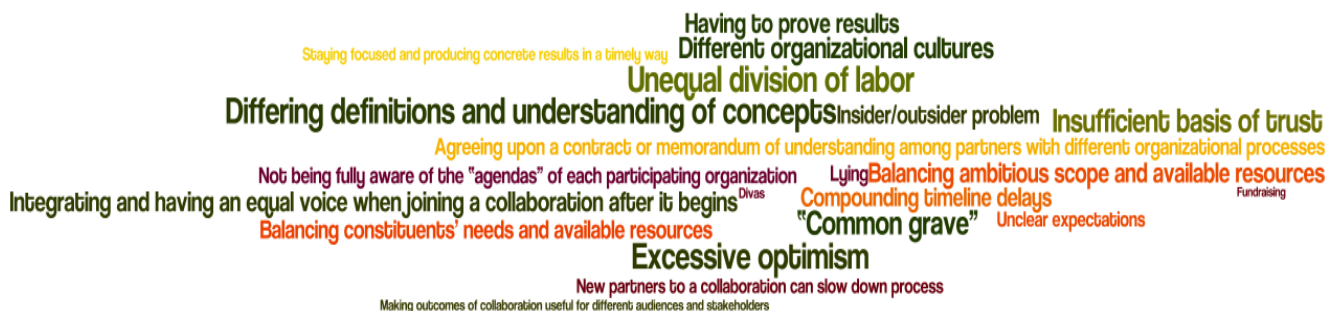 Having to prove results
Staying focused and producing concrete results in a timely way
Different organizational cultures
Unequal division of labor
Differing definitions and understanding of concepts
Insider/outsider problem
Insufficient basis of trust
Agreeing upon a contract or memorandum of understanding among partners with different organizational processes
Not being fully aware of the "agendas" of each participating organization
Lying
Balancing ambitious scope and available resources
Integrating and having an equal voice when joining a collaboration after it begins
Divas
Compounding timeline delays
Fundraising
Balancing constituents' needs and available resources
"Common grave"
Unclear expectations
Excessive optimism
New partners to a collaboration can slow down process
Making outcomes of collaboration useful for different audiences and stakeholders